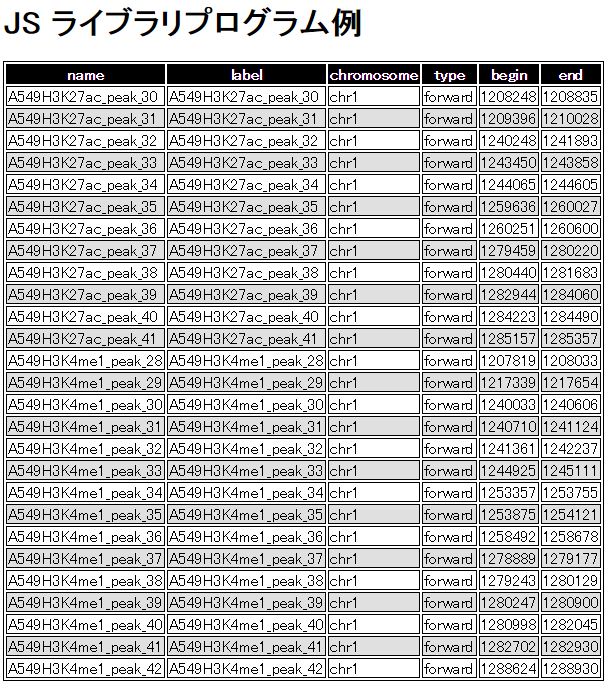 JS ライブラリプログラム例
name label chromosome type begin end
A549H3K27ac_peak_30 A549H3K27ac_peak_30 chr1 forward 1208248 1208835
A549H3K27ac_peak_31 A549H3K27ac_peak_31 chr1 forward 1209396 1210028
A549H3K27ac_peak_32 A549H3K27ac_peak_32 chr1 forward 1240248 1241893
A549H3K27ac_peak_33 A549H3K27ac_peak_33 chr1 forward 1243450 1243858
A549H3K27ac_peak_34 A549H3K27ac_peak_34 chr1 forward 1244065 1244605
A549H3K27ac_peak_35 A549H3K27ac_peak_35 chr1 forward 1259636 1260027
A549H3K27ac_peak_36 A549H3K27ac_peak_36 chr1 forward 1260251 1260600
A549H3K27ac_peak_37 A549H3K27ac_peak_37 chr1 forward 1279459 1280220
A549H3K27ac_peak_38 A549H3K27ac_peak_38 chr1 forward 1280440 1281683
A549H3K27ac_peak_39 A549H3K27ac_peak_39 chr1 forward 1282944 1284060
A549H3K27ac_peak_40 A549H3K27ac_peak_40 chr1 forward 1284223 1284490
A549H3K27ac_peak_41 A549H3K27ac_peak_41 chr1 forward 1285157 1285357
A549H3K4me1_peak_28 A549H3K4me1_peak_28 chr1 forward 1207819 1208033
A549H3K4me1_peak_29 A549H3K4me1_peak_29 chr1 forward 1217339 1217654
A549H3K4me1_peak_30 A549H3K4me1_peak_30 chr1 forward 1240033 1240606
A549H3K4me1_peak_31 A549H3K4me1_peak_31 chr1 forward 1240710 1241124
A549H3K4me1_peak_32 A549H3K4me1_peak_32 chr1 forward 1241361 1242237
A549H3K4me1_peak_33 A549H3K4me1_peak_33 chr1 forward 1244925 1245111
A549H3K4me1_peak_34 A549H3K4me1_peak_34 chr1 forward 1253357 1253755
A549H3K4me1_peak_35 A549H3K4me1_peak_35 chr1 forward 1253875 1254121
A549H3K4me1_peak_36 A549H3K4me1_peak_36 chr1 forward 1258492 1258678
A549H3K4me1_peak_37 A549H3K4me1_peak_37 chr1 forward 1278889 1279177
A549H3K4me1_peak_38 A549H3K4me1_peak_38 chr1 forward 1279243 1280129
A549H3K4me1_peak_39 A549H3K4me1_peak_39 chr1 forward 1280247 1280900
A549H3K4me1_peak_40 A549H3K4me1_peak_40 chr1 forward 1280998 1282045
A549H3K4me1_peak_41 A549H3K4me1_peak_41 chr1 forward 1282702 1282930
A549H3K4me1_peak_42 A549H3K4me1_peak_42 chr1 forward 1288624 1288930